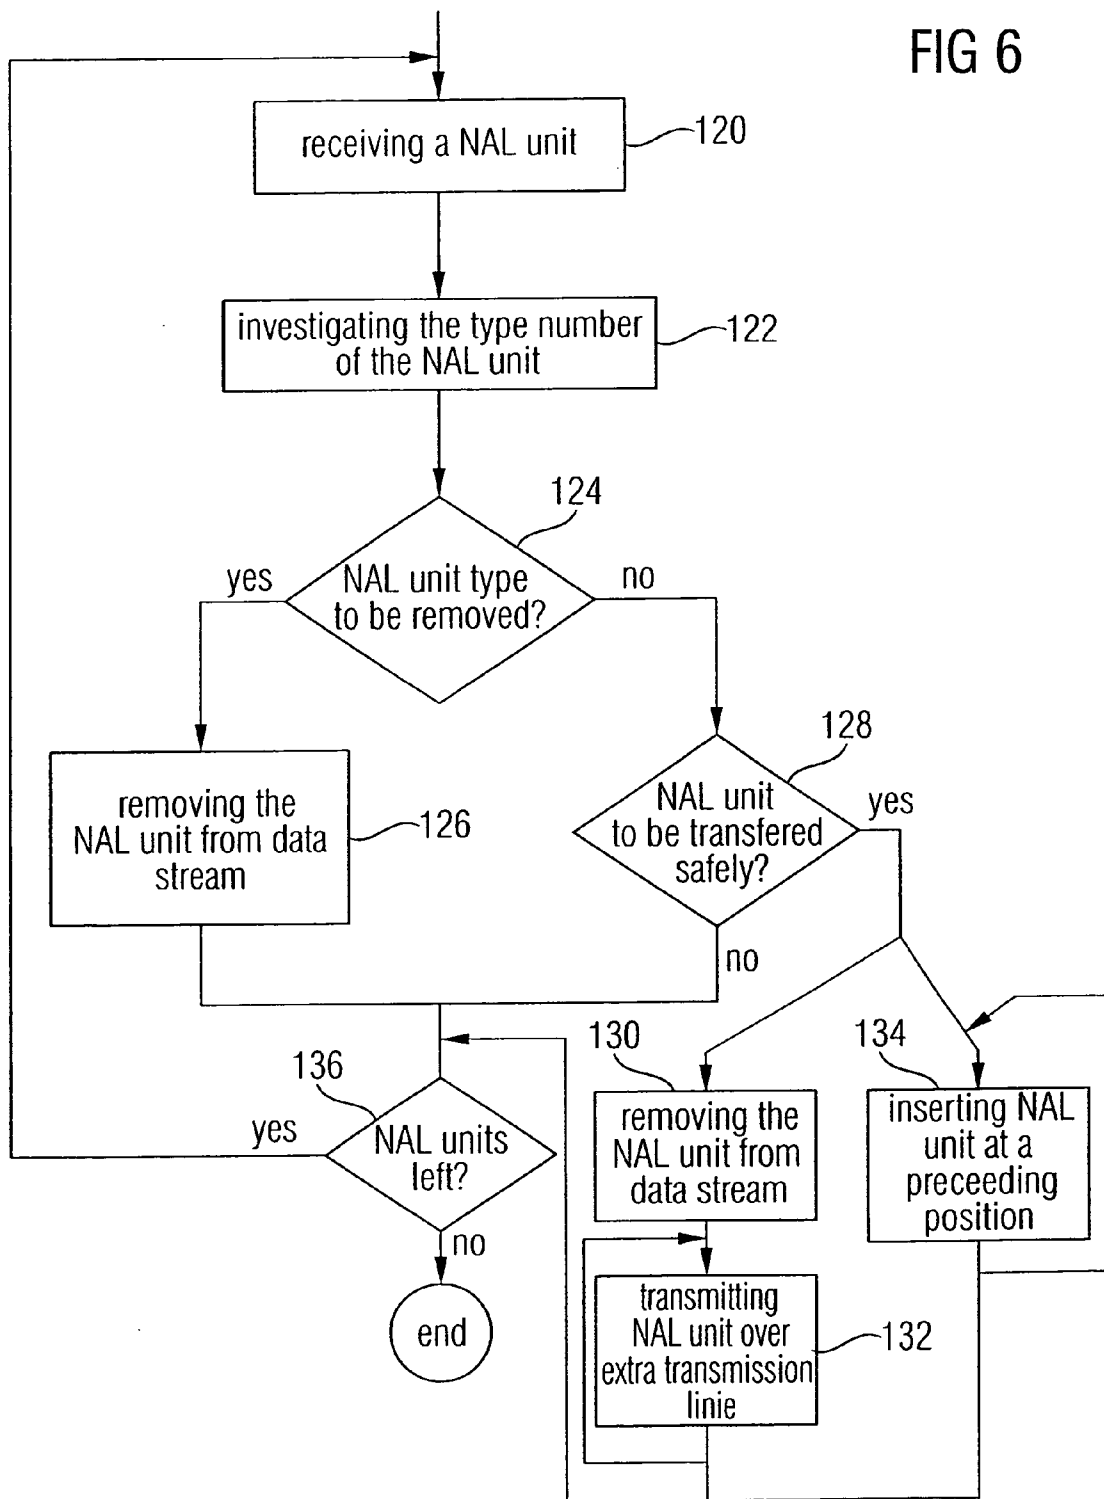 FIG 6
receiving a NAL unit
120
investigating the type number
of the NAL unit
122
124
NAL unit type
to be removed?
yes
no
removing the
NAL unit from data
stream
126
128
NAL unit
to be transfered
safely?
yes
no
136
NAL units
left?
yes
no
end
130
removing the
NAL unit from
data stream
134
inserting NAL
unit at a
preceeding
position
transmitting
NAL unit over
extra transmission
linie
132